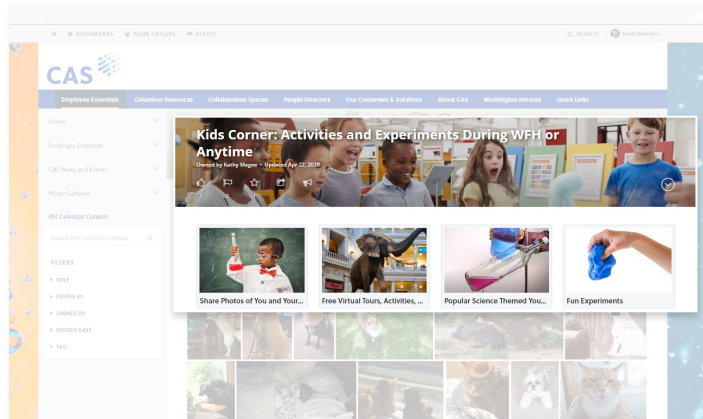 BOOKMARKS
YOUR GROUPS
ALERTS
SEARCH
Jared Peterson
CAS
Employee Essentials
Columbus Resources
Collaboration Spaces
People Directory
Our Customers & Solutions
About CAS
Washington Intranet
Quick Links
Home
Employee Essentials
CAS News and Events
Photo Galleries
Pet Calendar Contest
Search Pet Calendar Contest
FILTERS
TITLE
EDITED BY
OWNED BY
POSTED DATE
TAG
Kids Corner: Activities and Experiments During WFH or
Anytime
Owned by Kathy Magee • Updated Apr 22, 2020
Share Photos of You and Your...
Free Virtual Tours, Activities, ...
Popular Science Themed You...
Fun Experiments